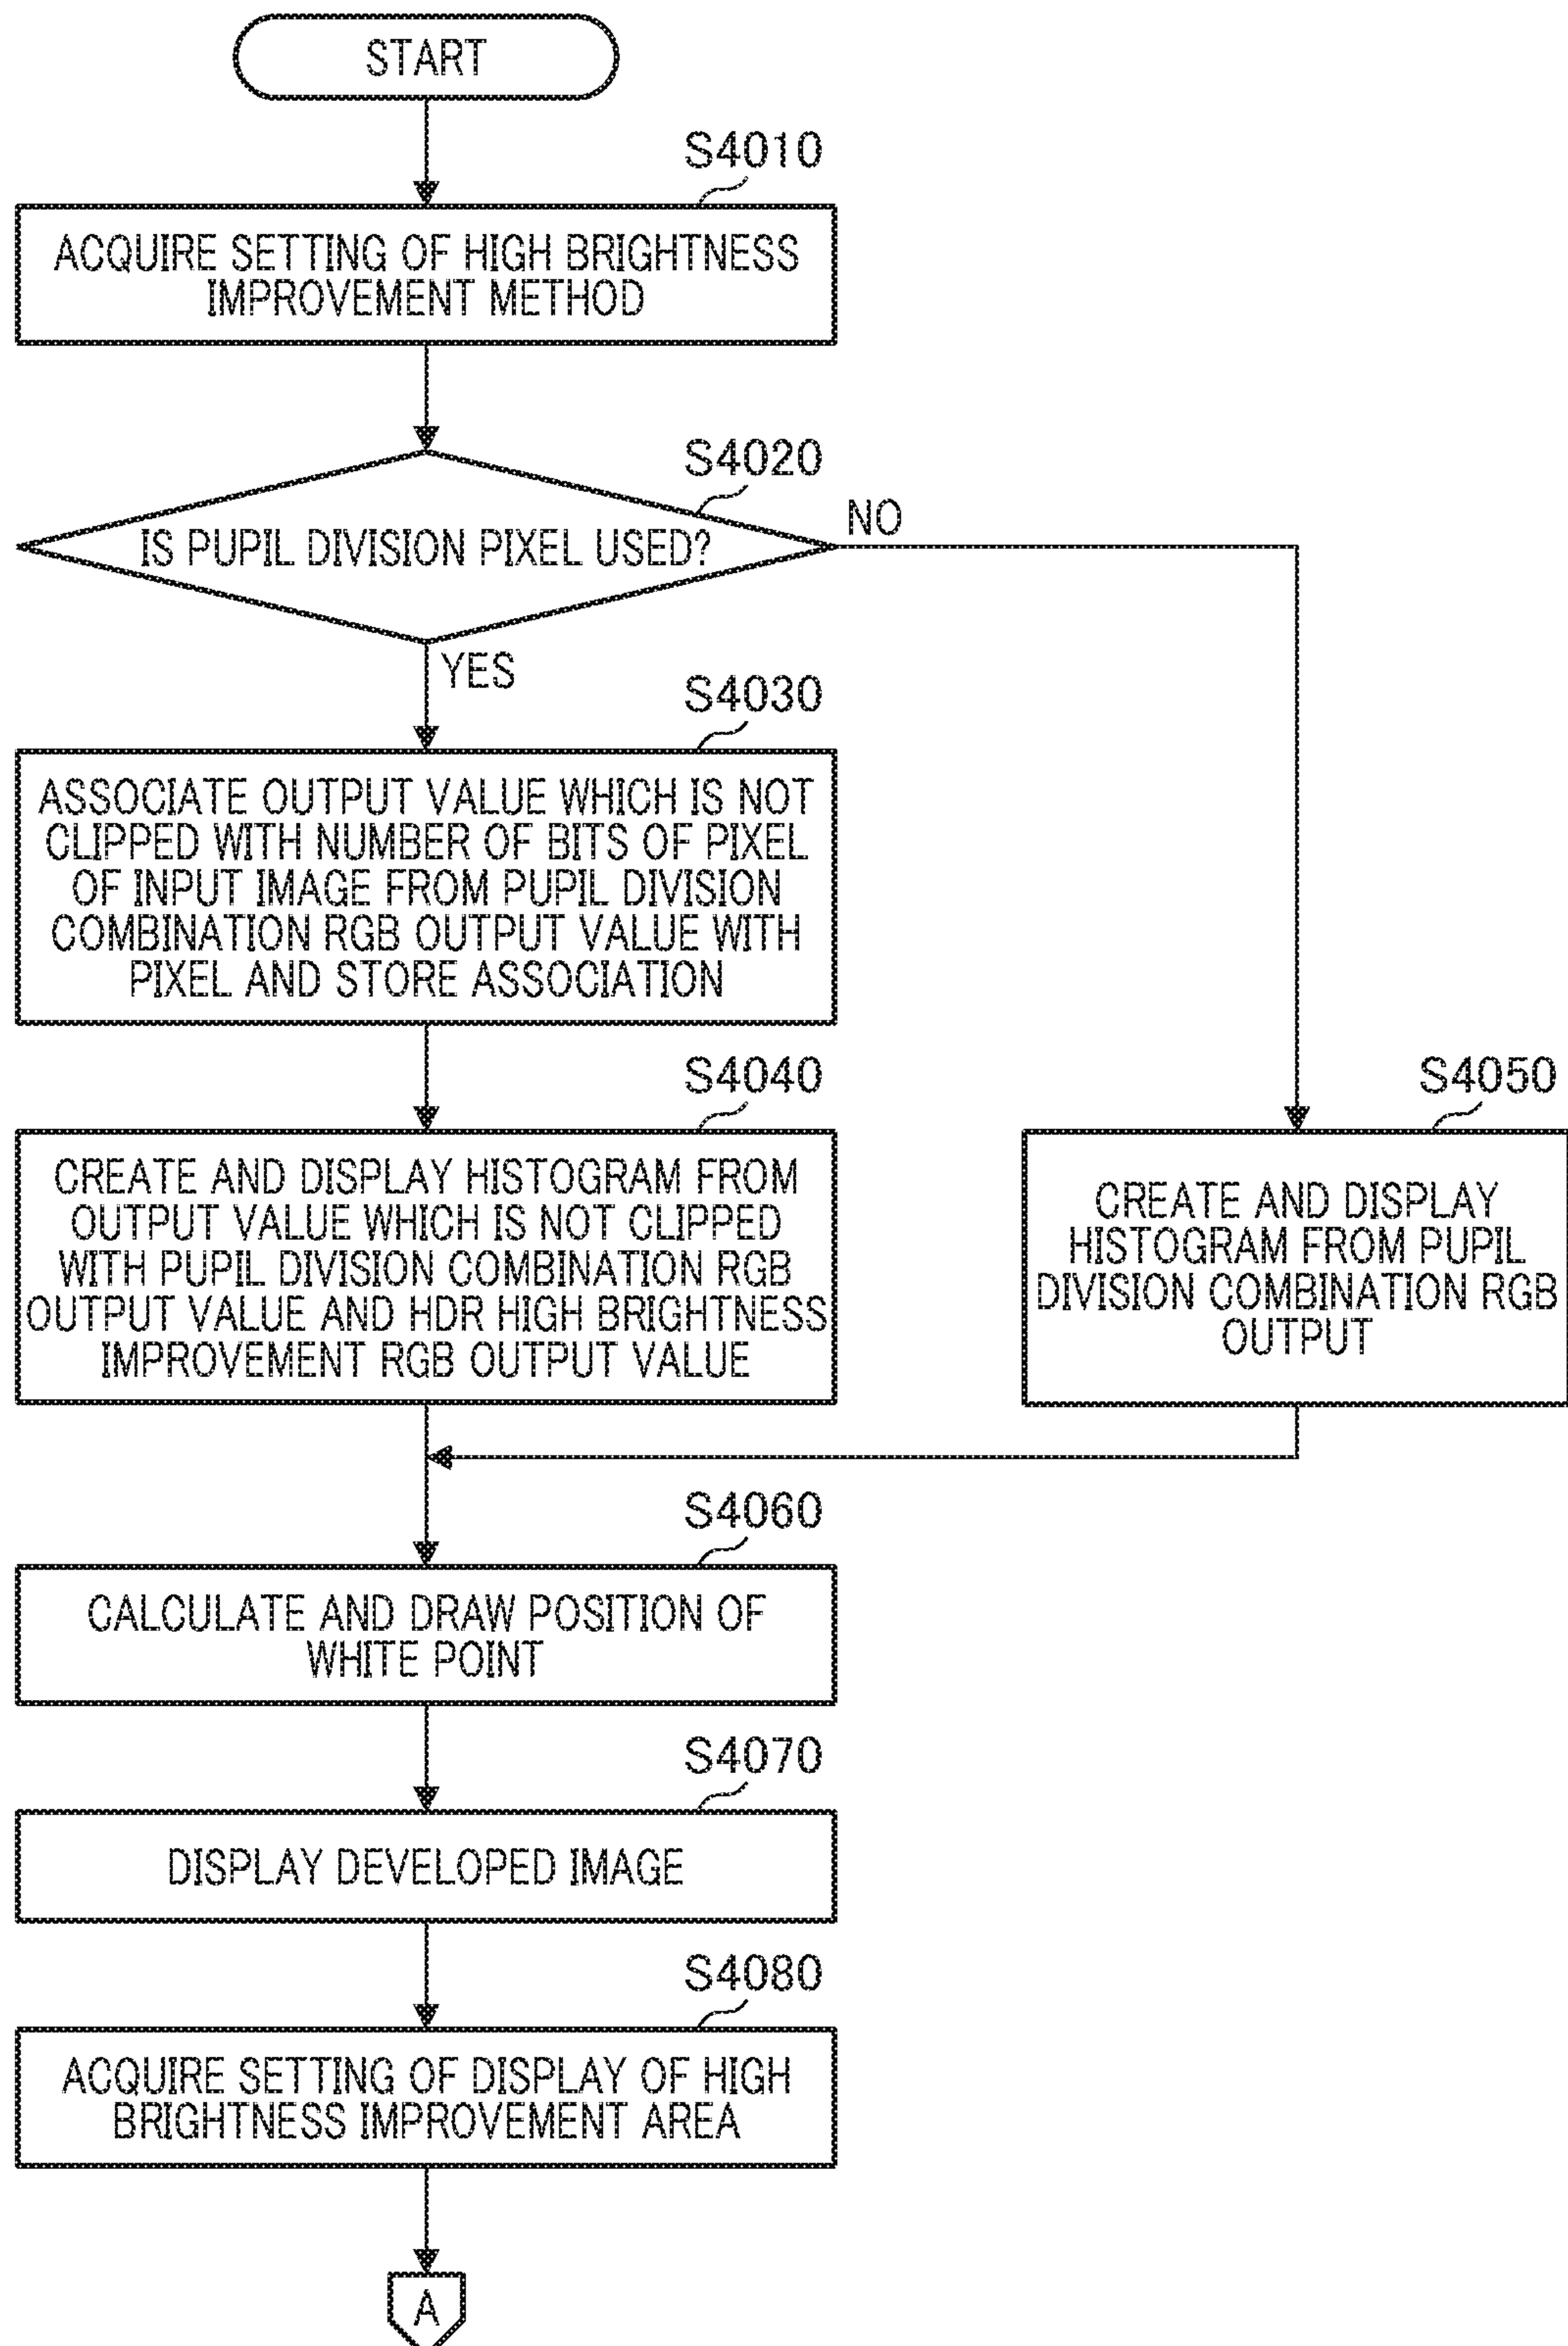 START
S4010
ACQUIRE SETTING OF HIGH BRIGHTNESS
IMPROVEMENT METHOD
S4020
IS PUPIL DIVISION PIXEL USED?
NO
YES
S4030
ASSOCIATE OUTPUT VALUE WHICH IS NOT
CLIPPED WITH NUMBER OF BITS OF PIXEL
OF INPUT IMAGE FROM PUPIL DIVISION
COMBINATION RGB OUTPUT VALUE WITH
PIXEL AND STORE ASSOCIATION
S4040
CREATE AND DISPLAY HISTOGRAM FROM
OUTPUT VALUE WHICH IS NOT CLIPPED
WITH PUPIL DIVISION COMBINATION RGB
OUTPUT VALUE AND HDR HIGH BRIGHTNESS
IMPROVEMENT RGB OUTPUT VALUE
S4050
CREATE AND DISPLAY
HISTOGRAM FROM PUPIL
DIVISION COMBINATION RGB
OUTPUT
S4060
CALCULATE AND DRAW POSITION OF
WHITE POINT
S4070
DISPLAY DEVELOPED IMAGE
S4080
ACQUIRE SETTING OF DISPLAY OF HIGH
BRIGHTNESS IMPROVEMENT AREA
A